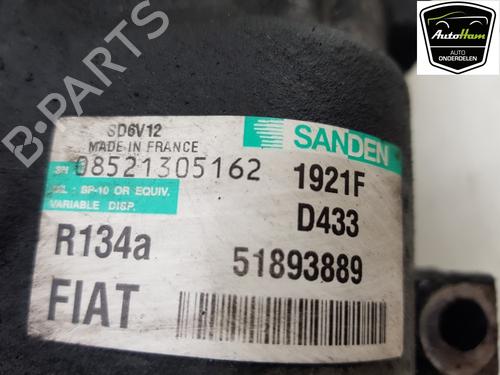 AutoHam
AUTO
ONDERDELEN
B-PARTS
SD6V12
MADE IN FRANCE
SANDEN
S/N 08521305162
1921F
OIL : SP-10 OR EQUIV.
VARIABLE DISP.
D433
R134a
51893889
FIAT